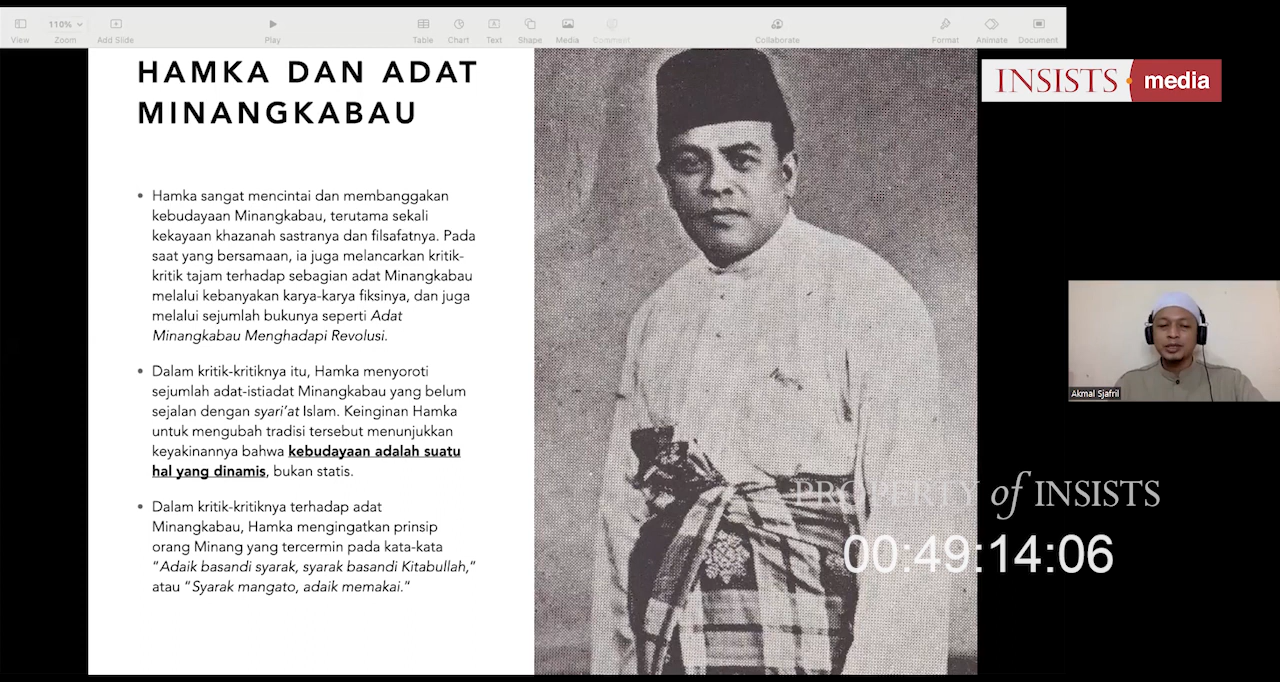 110%
View
Zoom
Add Slide
Play
Table
Chart
Text
Shape
Media
Comment
Collaborate
Format
Animate
Document
HAMKA DAN ADAT
MINANGKABAU
INSISTS media
• Hamka sangat mencintai dan membanggakan
kebudayaan Minangkabau, terutama sekali
kekayaan khazanah sastranya dan filsafatnya. Pada
saat yang bersamaan, ia juga melancarkan kritik-
kritik tajam terhadap sebagian adat Minangkabau
melalui kebanyakan karya-karya fiksinya, dan juga
melalui sejumlah bukunya seperti Adat
Minangkabau Menghadapi Revolusi.
• Dalam kritik-kritiknya itu, Hamka menyoroti
sejumlah adat-istiadat Minangkabau yang belum
sejalan dengan syari’at Islam. Keinginan Hamka
untuk mengubah tradisi tersebut menunjukkan
keyakinannya bahwa kebudayaan adalah suatu
hal yang dinamis, bukan statis.
• Dalam kritik-kritiknya terhadap adat
Minangkabau, Hamka mengingatkan prinsip
orang Minang yang tercermin pada kata-kata
“Adaik basandi syarak, syarak basandi Kitabullah,”
atau “Syarak mangato, adaik memakai.”
Akmal Sjafril
PROPERTY of INSISTS
00:49:14:06